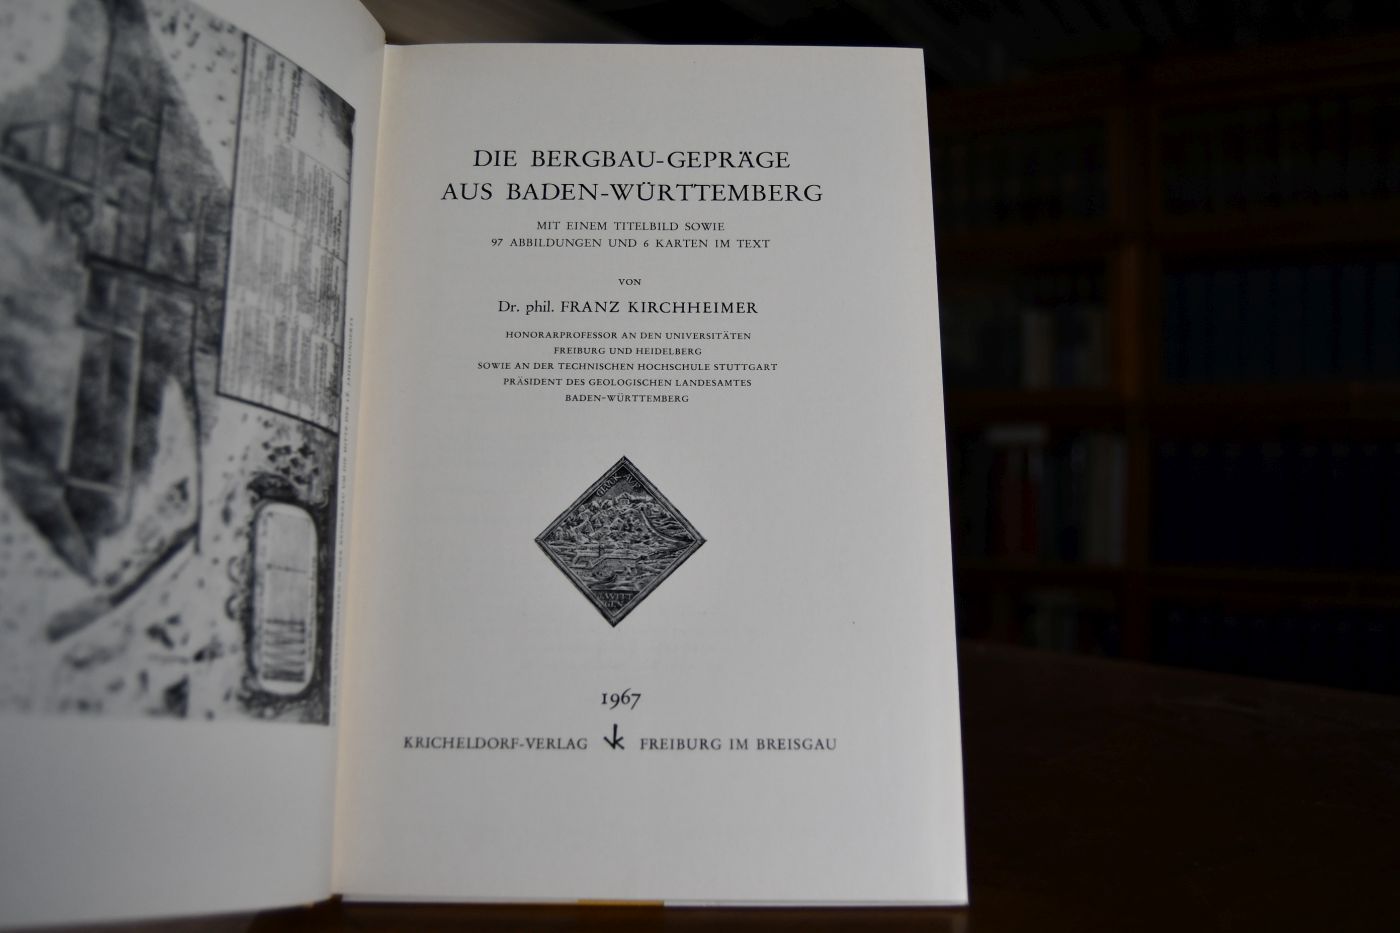 DIE BERGBAU-GEPRÄGE
AUS BADEN-WÜRTTEMBERG
MIT EINEM TITELBILD SOWIE
97 ABBILDUNGEN UND 6 KARTEN IM TEXT
VON
Dr. phil. FRANZ KIRCHHEIMER
HONORARPROFESSOR AN DEN UNIVERSITÄTEN
FREIBURG UND HEIDELBERG
SOWIE AN DER TECHNISCHEN HOCHSCHULE STUTTGART
PRÄSIDENT DES GEOLOGISCHEN LANDESAMTES
BADEN-WÜRTTEMBERG
1967
KRICHELDORF-VERLAG FREIBURG IM BREISGAU